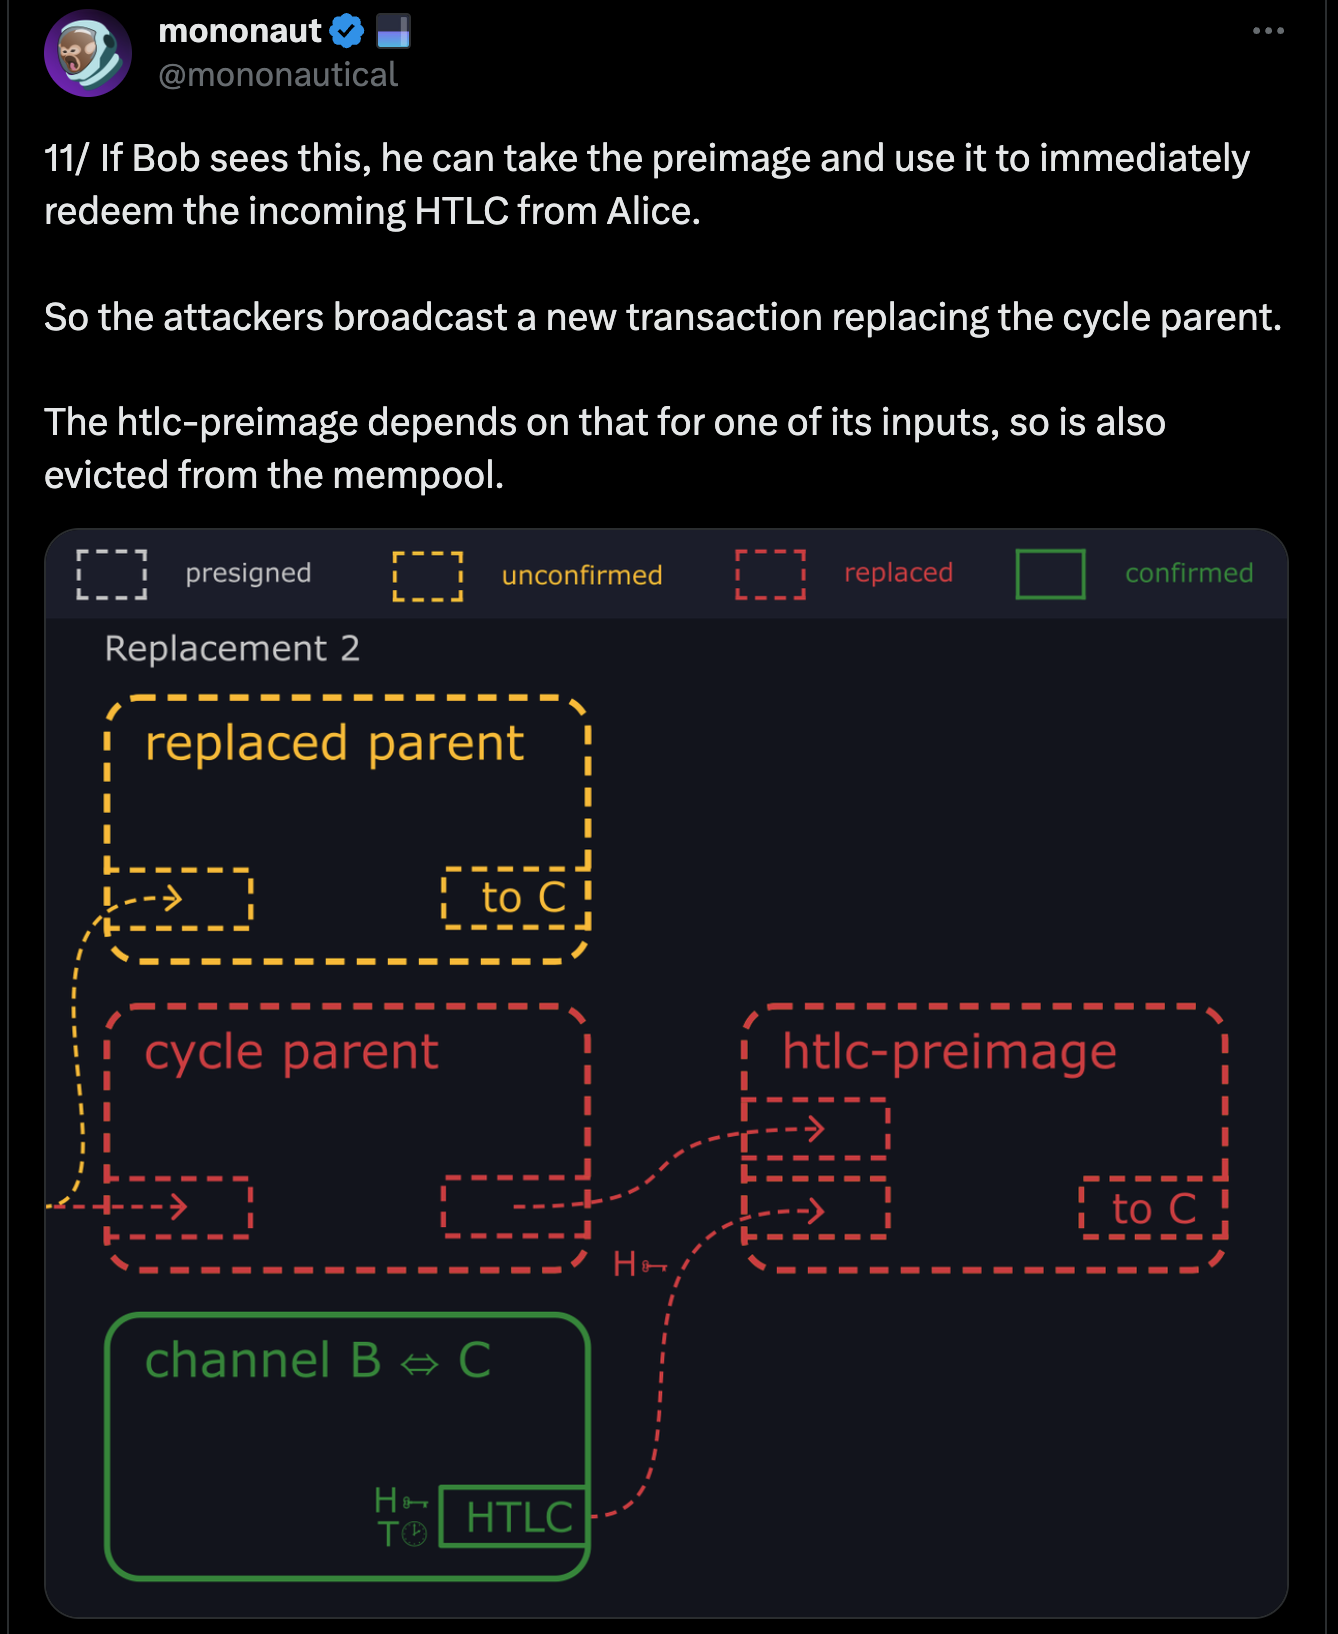 mononaut
@mononautical
11/ If Bob sees this, he can take the preimage and use it to immediately
redeem the incoming HTLC from Alice.
So the attackers broadcast a new transaction replacing the cycle parent.
The htlc-preimage depends on that for one of its inputs, so is also
evicted from the mempool.
presigned
unconfirmed
replaced
confirmed
Replacement 2
replaced parent
to C
cycle parent
htlc-preimage
to C
H
channel B ⇔ C
H
T
HTLC